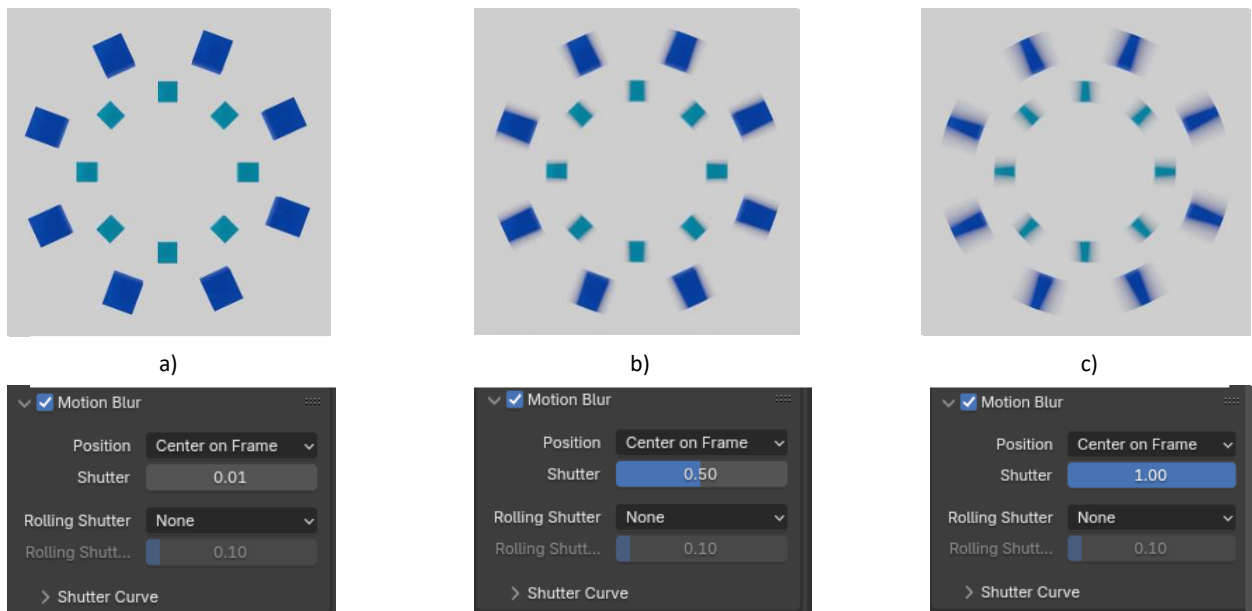 a)
b)
c)
Motion Blur
Position Center on Frame
Shutter 0.01
Rolling Shutter None
Rolling Shutt... 0.10
Shutter Curve
Motion Blur
Position Center on Frame
Shutter 0.50
Rolling Shutter None
Rolling Shutt... 0.10
Shutter Curve
Motion Blur
Position Center on Frame
Shutter 1.00
Rolling Shutter None
Rolling Shutt... 0.10
Shutter Curve